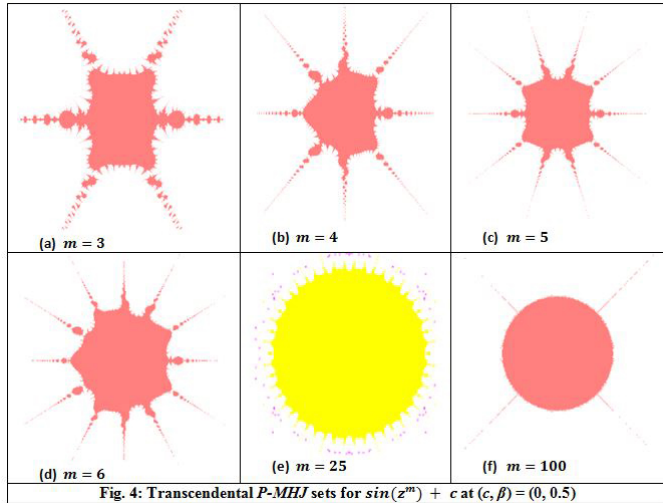 (a) m = 3
(b) m = 4
(c) m = 5
(d) m = 6
(e) m = 25
(f) m = 100
Fig. 4: Transcendental P-MHJ sets for sin(z^m) + c at (c, β) = (0, 0.5)